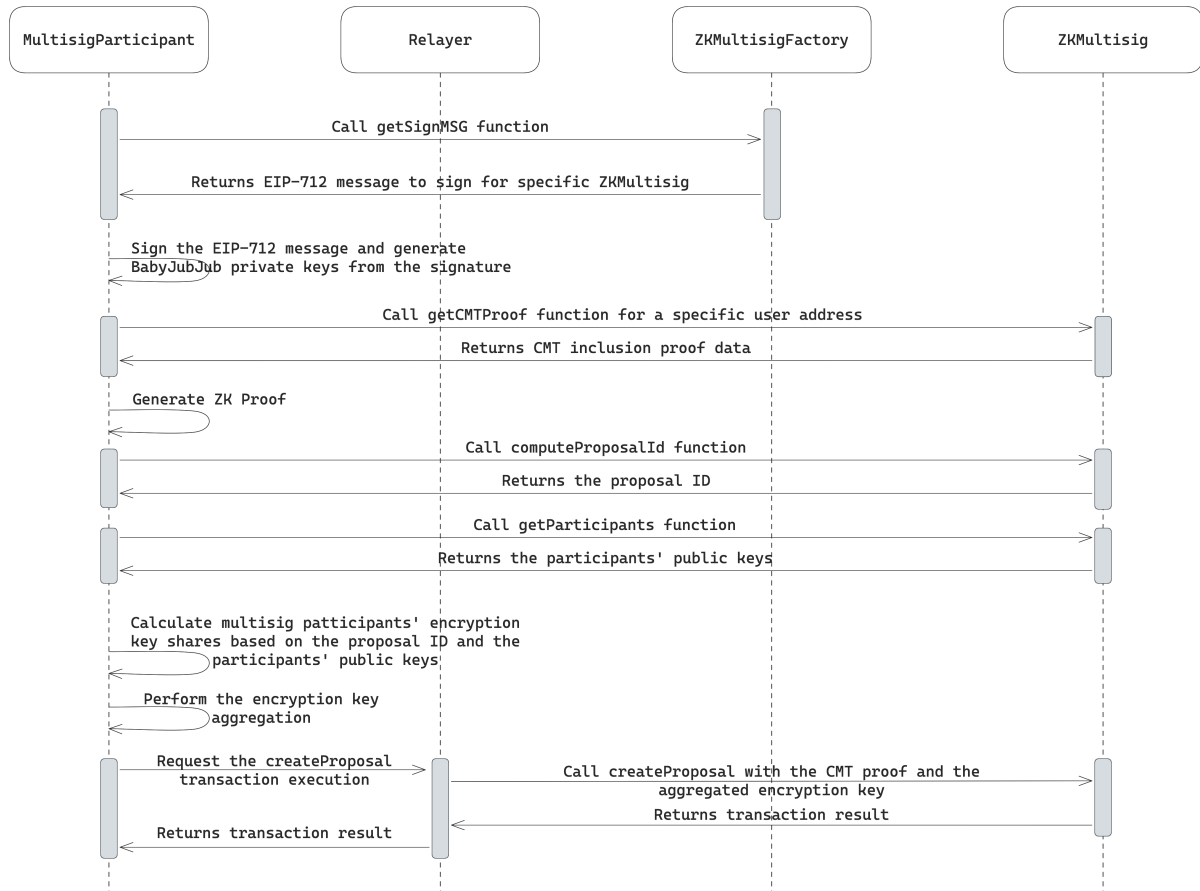 MultisigParticipant
Relayer
ZKMultisigFactory
ZKMultisig
Call getSignMSG function
Returns EIP-712 message to sign for specific ZKMultisig
Sign the EIP-712 message and generate
BabyJubJub private keys from the signature
Call getCMTProof function for a specific user address
Returns CMT inclusion proof data
Generate ZK Proof
Call computeProposalId function
Returns the proposal ID
Call getParticipants function
Returns the participants' public keys
Calculate multisig patticipants' encryption
key shares based on the proposal ID and the
participants' public keys
Perform the encryption key
aggregation
Request the createProposal
transaction execution
Call createProposal with the CMT proof and the
aggregated encryption key
Returns transaction result
Returns transaction result